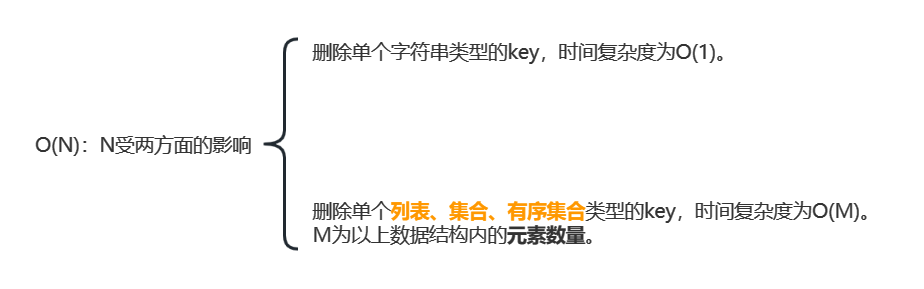 删除单个字符串类型的key，时间复杂度为O(1)。
O(N)：N受两方面的影响
删除单个列表、集合、有序集合类型的key，时间复杂度为O(M)。
M为以上数据结构内的元素数量。